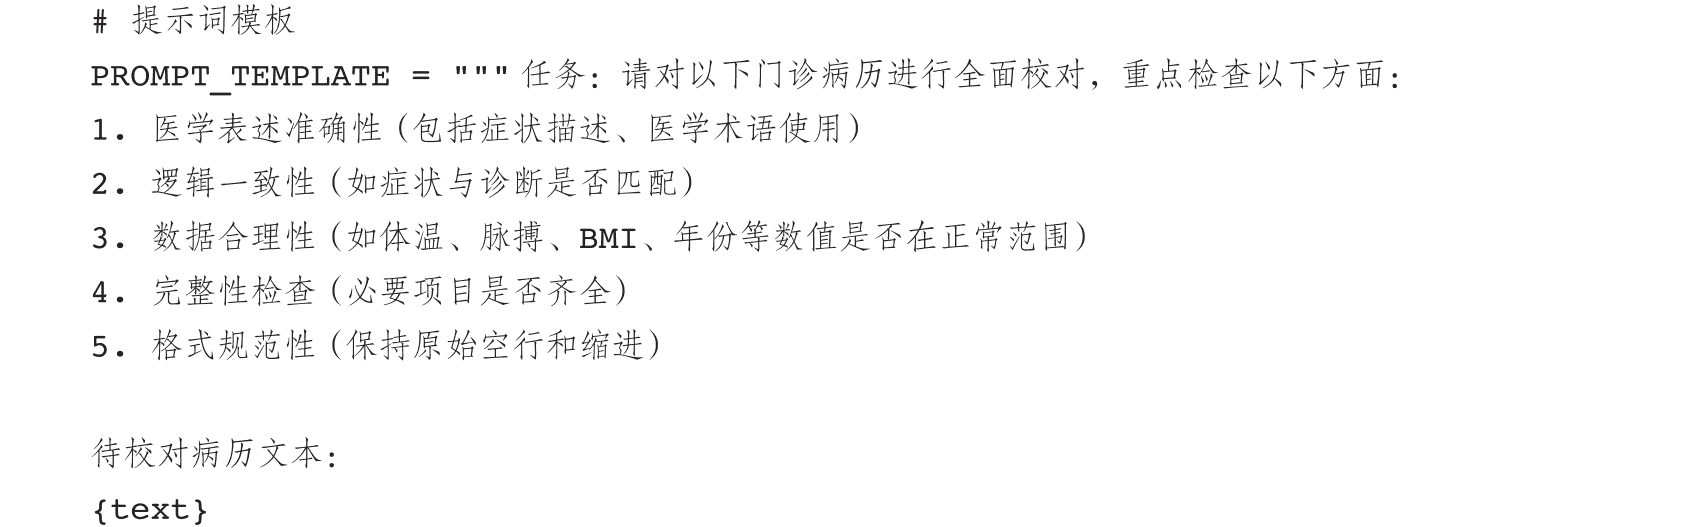 # 提示词模板
PROMPT_TEMPLATE = """任务：请对以下门诊病历进行全面校对，重点检查以下方面：
1. 医学表述准确性（包括症状描述、医学术语使用）
2. 逻辑一致性（如症状与诊断是否匹配）
3. 数据合理性（如体温、脉搏、BMI、年份等数值是否在正常范围）
4. 完整性检查（必要项目是否齐全）
5. 格式规范性（保持原始空行和缩进）
待校对病历文本：
{text}